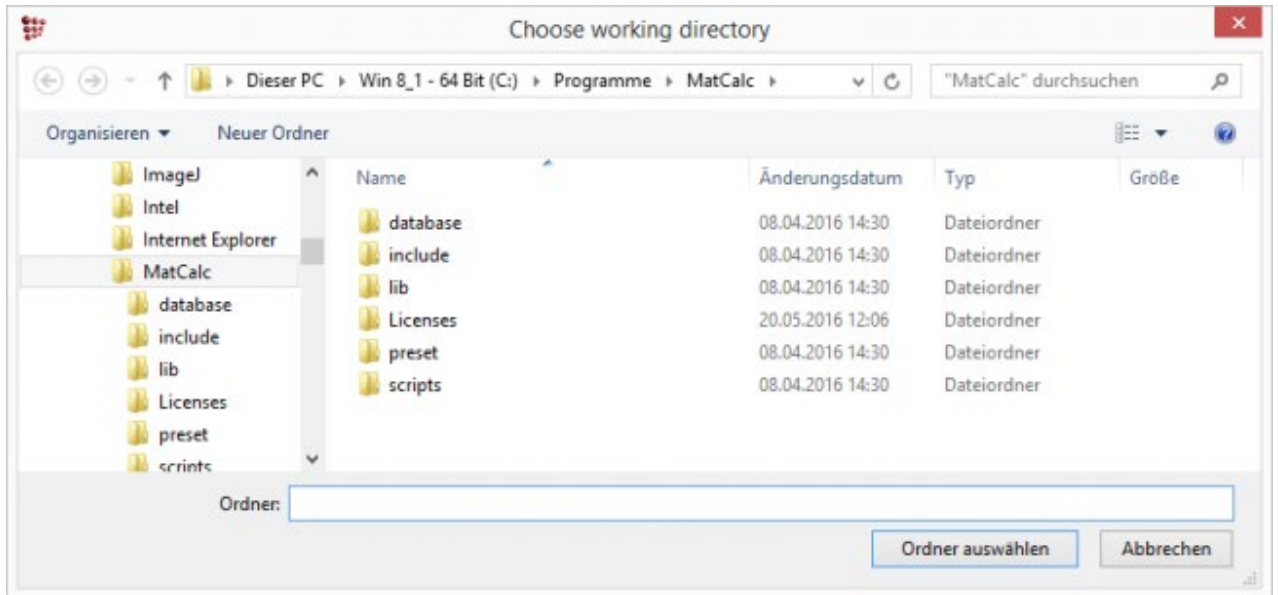 Choose working directory
Dieser PC Win 8_1 - 64 Bit (C:) Programme MatCalc "MatCalc" durchsuchen
Organisieren Neuer Ordner
ImageJ
Intel
Internet Explorer
MatCalc
database
include
lib
Licenses
preset
scripts
Name Änderungsdatum Typ Größe
database 08.04.2016 14:30 Dateiordner
include 08.04.2016 14:30 Dateiordner
lib 08.04.2016 14:30 Dateiordner
Licenses 20.05.2016 12:06 Dateiordner
preset 08.04.2016 14:30 Dateiordner
scripts 08.04.2016 14:30 Dateiordner
Ordner:
Ordner auswählen Abbrechen